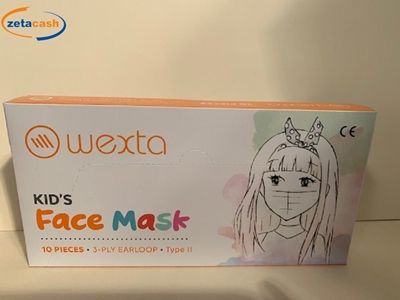 zetacash
wexta
CE
KID'S
Face Mask
10 PIECES • 3-PLY EARLOOP • Type II